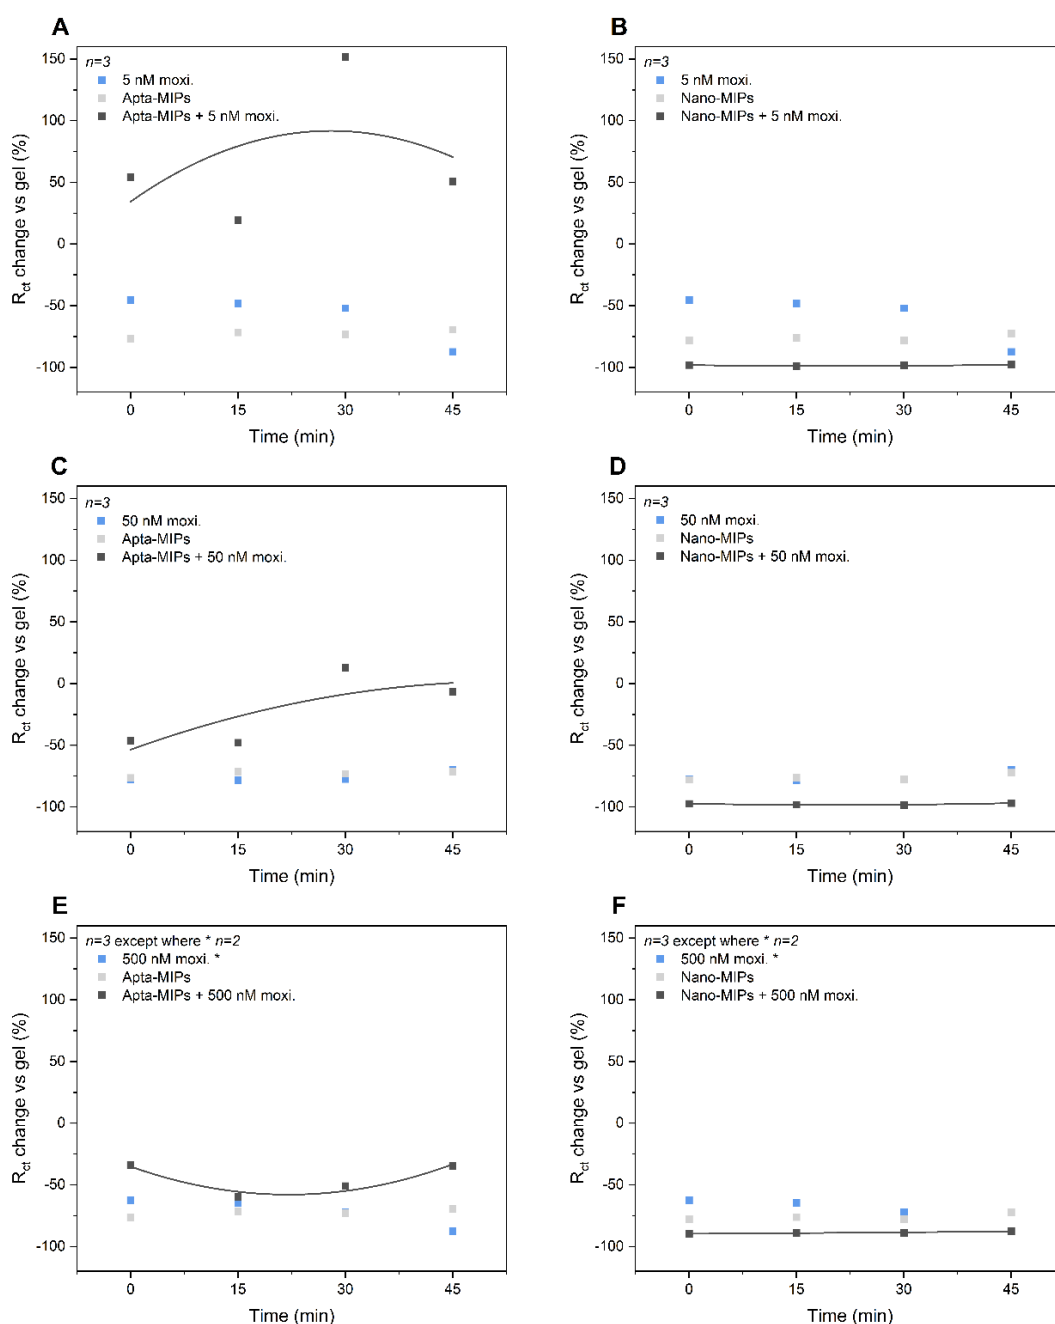 A
n=3
5 nM moxi.
Apta-MIPs
Apta-MIPs + 5 nM moxi.
150
100
50
0
-50
-100
Rct change vs gel (%)
0 15 30 45
Time (min)
B
n=3
5 nM moxi.
Nano-MIPs
Nano-MIPs + 5 nM moxi.
150
100
50
0
-50
-100
Rct change vs gel (%)
0 15 30 45
Time (min)
C
n=3
50 nM moxi.
Apta-MIPs
Apta-MIPs + 50 nM moxi.
150
100
50
0
-50
-100
Rct change vs gel (%)
0 15 30 45
Time (min)
D
n=3
50 nM moxi.
Nano-MIPs
Nano-MIPs + 50 nM moxi.
150
100
50
0
-50
-100
Rct change vs gel (%)
0 15 30 45
Time (min)
E
n=3 except where * n=2
500 nM moxi. *
Apta-MIPs
Apta-MIPs + 500 nM moxi.
150
100
50
0
-50
-100
Rct change vs gel (%)
0 15 30 45
Time (min)
F
n=3 except where * n=2
500 nM moxi. *
Nano-MIPs
Nano-MIPs + 500 nM moxi.
150
100
50
0
-50
-100
Rct change vs gel (%)
0 15 30 45
Time (min)